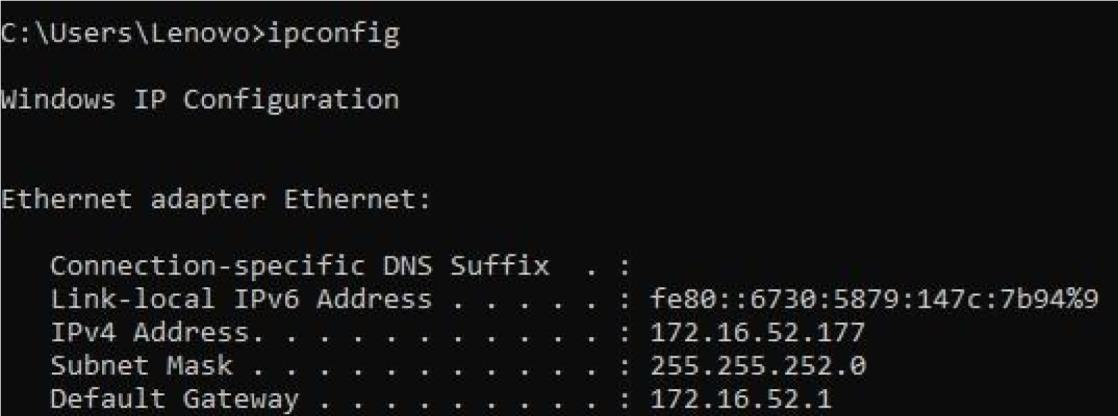 C:\Users\Lenovo>ipconfig
Windows IP Configuration
Ethernet adapter Ethernet:
Connection-specific DNS Suffix . :
Link-local IPv6 Address . . . . . : fe80::6730:5879:147c:7b94%9
IPv4 Address. . . . . . . . . . . : 172.16.52.177
Subnet Mask . . . . . . . . . . . : 255.255.252.0
Default Gateway . . . . . . . . . : 172.16.52.1